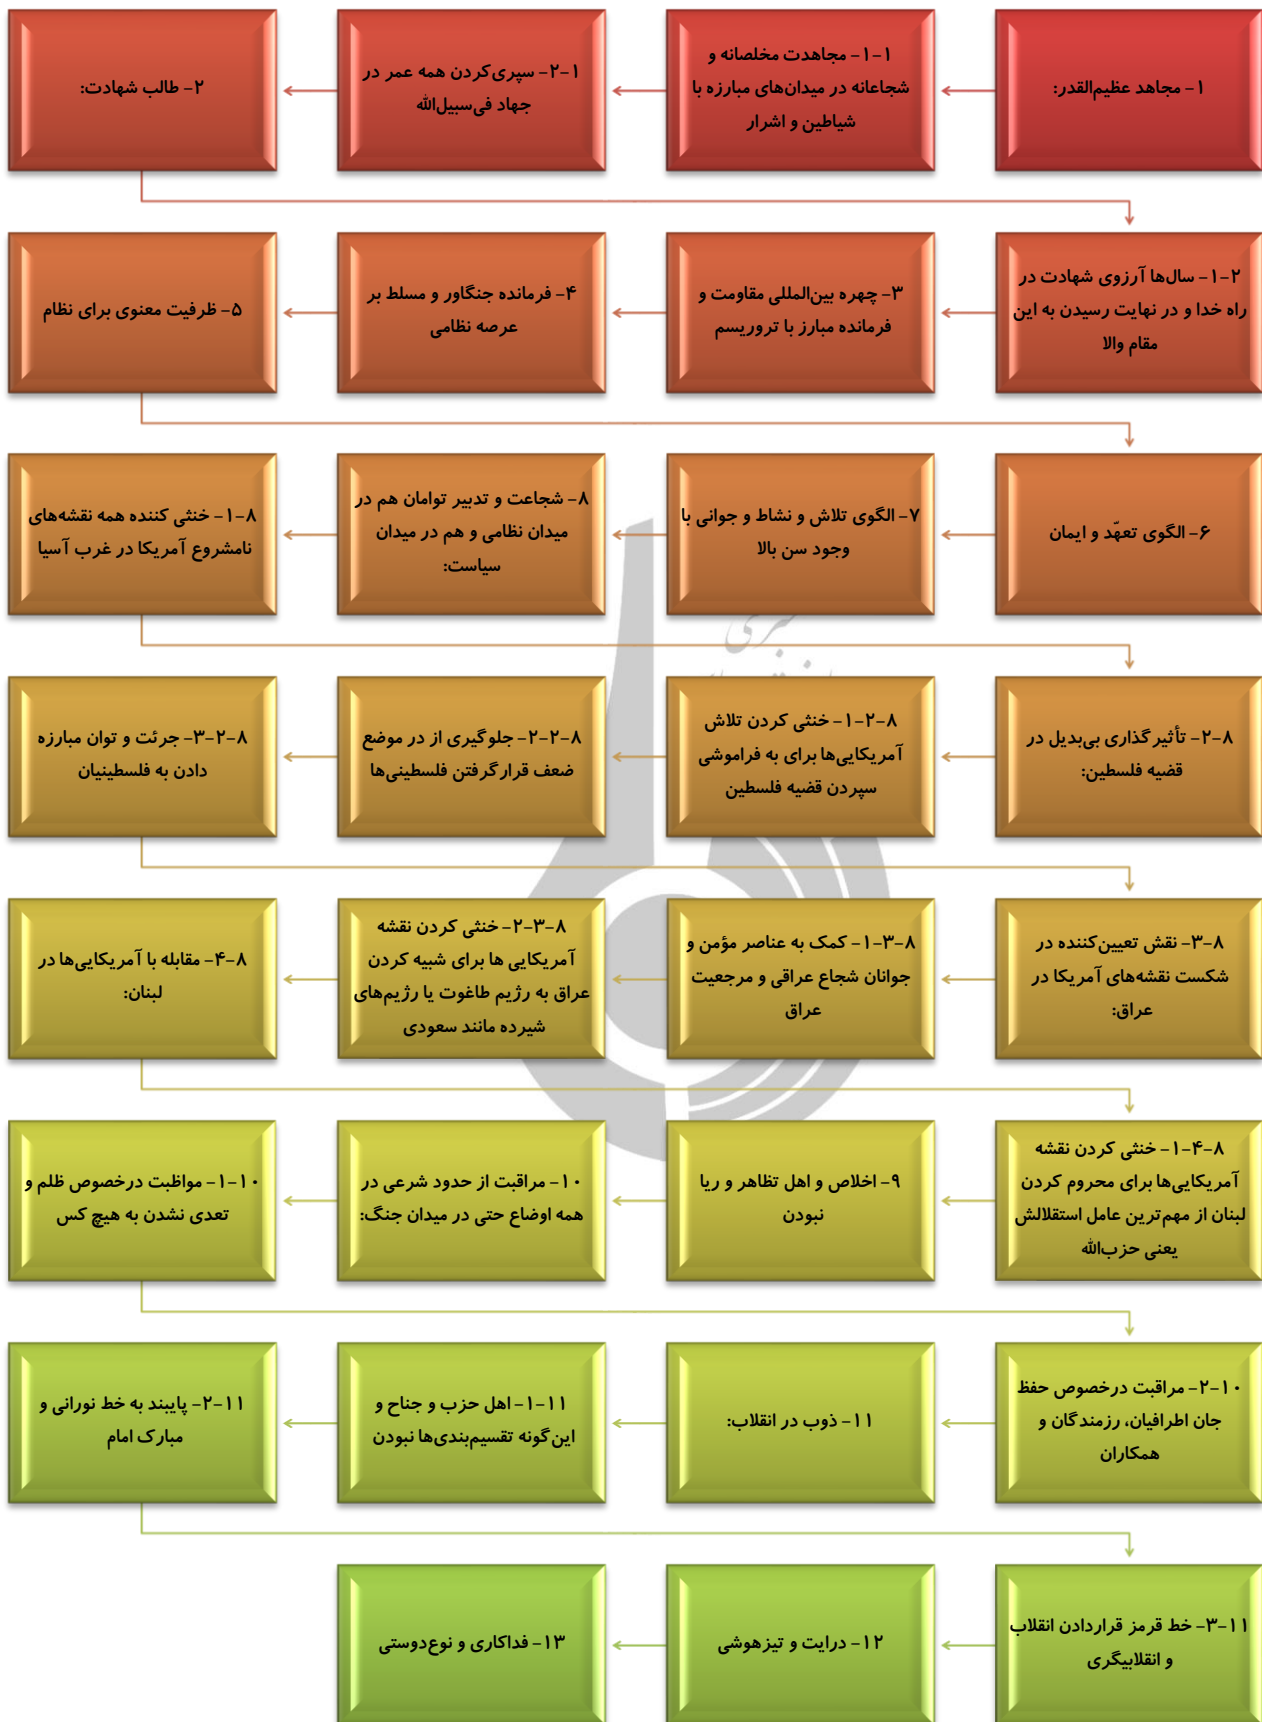 ۱- مجاهد عظیم‌القدر:
۱-۱- مجاهدت مخلصانه و
شجاعانه در میدان‌های مبارزه با
شیاطین و اشرار
۱-۲- سپری‌کردن همه عمر در
جهاد فی‌سبیل‌الله
۲- طالب شهادت:
۲-۱- سال‌ها آرزوی شهادت در
راه خدا و در نهایت رسیدن به این
مقام والا
۳- چهره بین‌المللی مقاومت و
فرمانده مبارز با تروریسم
۴- فرمانده جنگاور و مسلط بر
عرصه نظامی
۵- ظرفیت معنوی برای نظام
۶- الگوی تعهّد و ایمان
۷- الگوی تلاش و نشاط و جوانی با
وجود سن بالا
۸- شجاعت و تدبیر توامان هم در
میدان نظامی و هم در میدان
سیاست:
۸-۱- خنثی کننده همه نقشه‌های
نامشروع آمریکا در غرب آسیا
۸-۲- تأثیرگذاری بی‌بدیل در
قضیه فلسطین:
۸-۲-۱- خنثی کردن تلاش
آمریکایی‌ها برای به فراموشی
سپردن قضیه فلسطین
۸-۲-۲- جلوگیری از در موضع
ضعف قرارگرفتن فلسطینی‌ها
۸-۲-۳- جرئت و توان مبارزه
دادن به فلسطینیان
۸-۳- نقش تعیین‌کننده در
شکست نقشه‌های آمریکا در
عراق:
۸-۳-۱- کمک به عناصر مؤمن و
جوانان شجاع عراقی و مرجعیت
عراق
۸-۳-۲- خنثی کردن نقشه
آمریکایی ها برای شبیه کردن
عراق به رژیم طاغوت یا رژیم‌های
شیرده مانند سعودی
۸-۴- مقابله با آمریکایی‌ها در
لبنان:
۸-۴-۱- خنثی کردن نقشه
آمریکایی‌ها برای محروم کردن
لبنان از مهم‌ترین عامل استقلالش
یعنی حزب‌الله
۹- اخلاص و اهل تظاهر و ریا
نبودن
۱۰- مراقبت از حدود شرعی در
همه اوضاع حتی در میدان جنگ:
۱۰-۱- مواظبت درخصوص ظلم و
تعدی نشدن به هیچ کس
۱۰-۲- مراقبت درخصوص حفظ
جان اطرافیان، رزمندگان و
همکاران
۱۱- ذوب در انقلاب:
۱۱-۱- اهل حزب و جناح و
این‌گونه تقسیم‌بندی‌ها نبودن
۱۱-۲- پایبند به خط نورانی و
مبارک امام
۱۱-۳- خط قرمز قراردادن انقلاب
و انقلابیگری
۱۲- درایت و تیزهوشی
۱۳- فداکاری و نوع‌دوستی